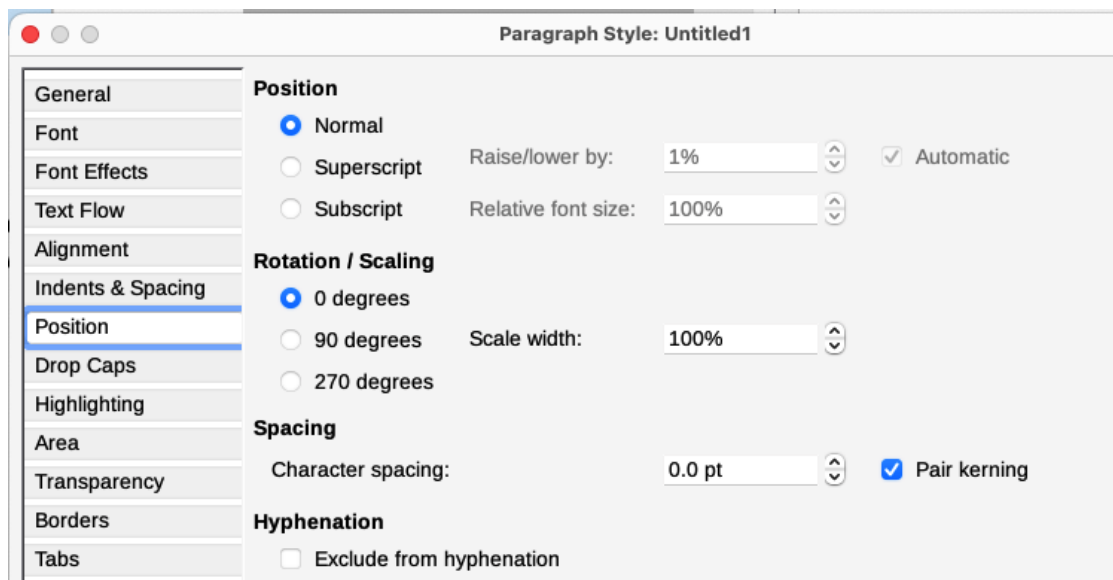 Paragraph Style: Untitled1
General
Font
Font Effects
Text Flow
Alignment
Indents & Spacing
Position
Drop Caps
Highlighting
Area
Transparency
Borders
Tabs
Position
Normal
Superscript Raise/lower by: 1% Automatic
Subscript Relative font size: 100%
Rotation / Scaling
0 degrees
90 degrees Scale width: 100%
270 degrees
Spacing
Character spacing: 0.0 pt Pair kerning
Hyphenation
Exclude from hyphenation